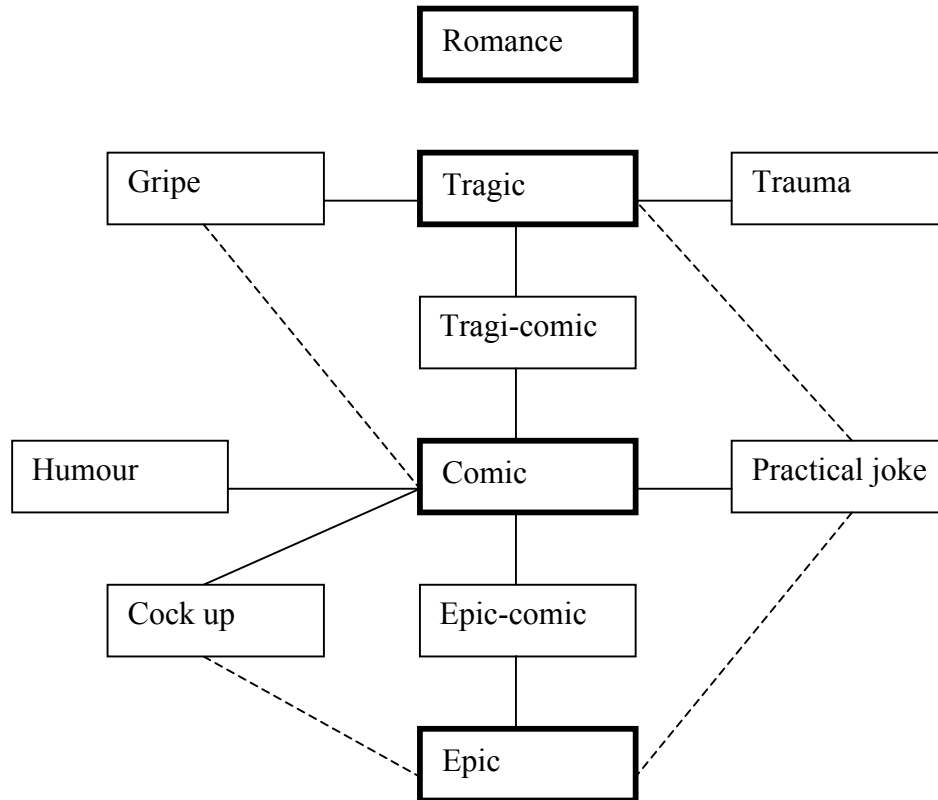 Romance
Gripe
Tragic
Trauma
Tragi-comic
Humour
Comic
Practical joke
Cock up
Epic-comic
Epic